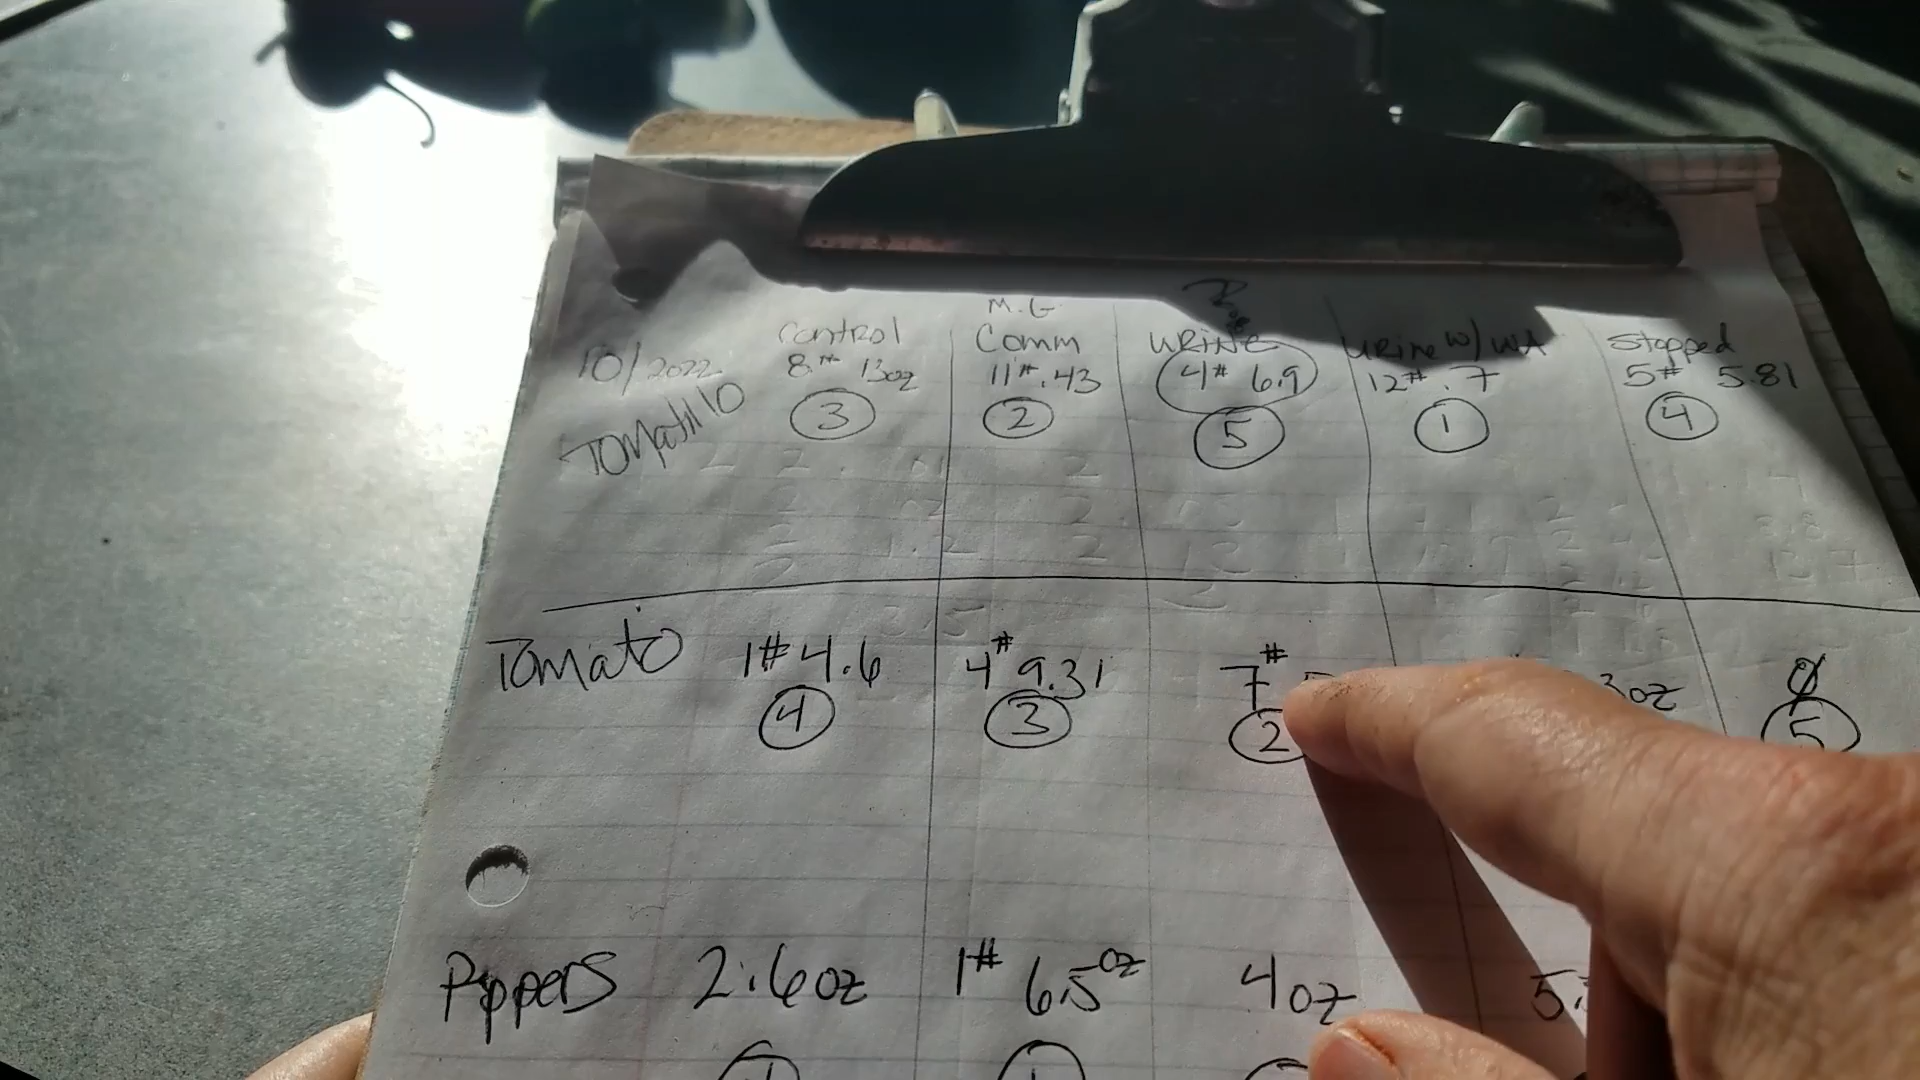 M.G
control Comm URiNE URine w/ WA Stopped
10/2022 8# 13oz 11#.43 4# 6.9 12# .7 5# 5.81
TOMatillo 3 2 5 1 4
TOMatO 1#4.6 4# 9.31 7# 3oz Ø
4 3 2 5
PEppers 2.6oz 1# 6.5oz 4oz 5.